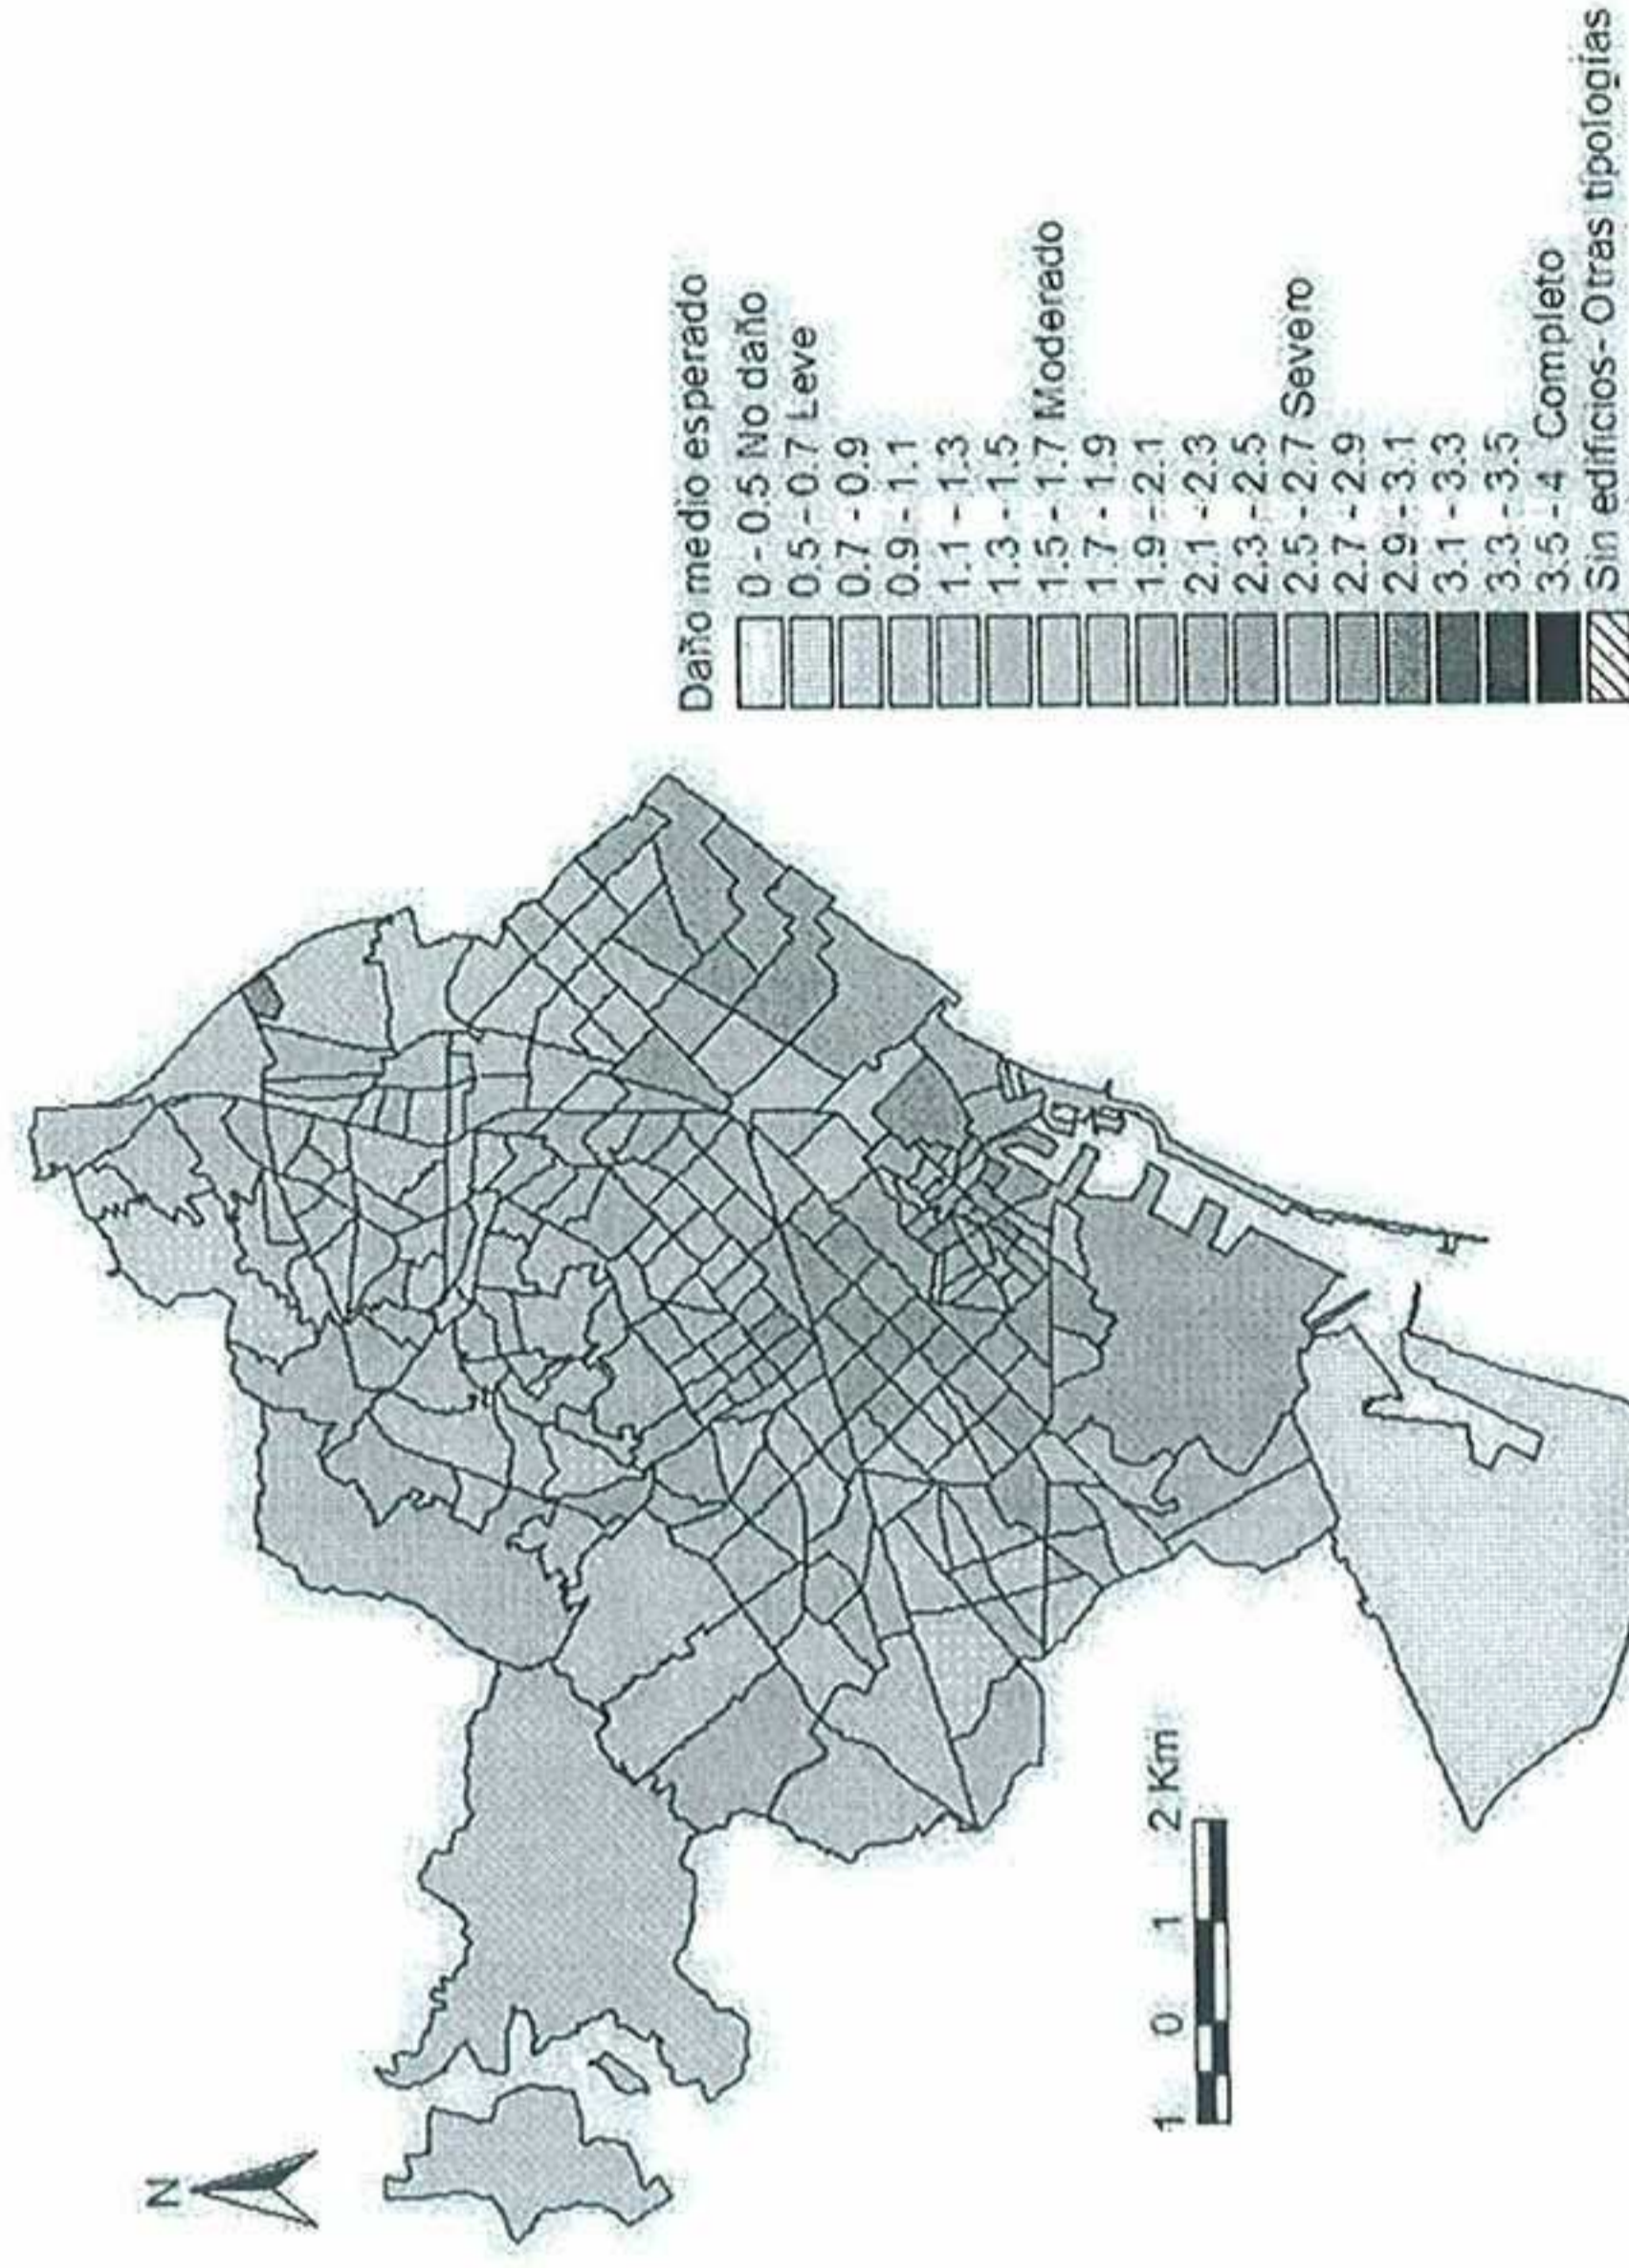 N
1 0 1 2 Km
Daño medio esperado
0 - 0.5 No daño
0.5 - 0.7 Leve
0.7 - 0.9
0.9 - 1.1
1.1 - 1.3
1.3 - 1.5
1.5 - 1.7 Moderado
1.7 - 1.9
1.9 - 2.1
2.1 - 2.3
2.3 - 2.5
2.5 - 2.7 Severo
2.7 - 2.9
2.9 - 3.1
3.1 - 3.3
3.3 - 3.5
3.5 - 4 Completo
Sin edificios- Otras tipologías